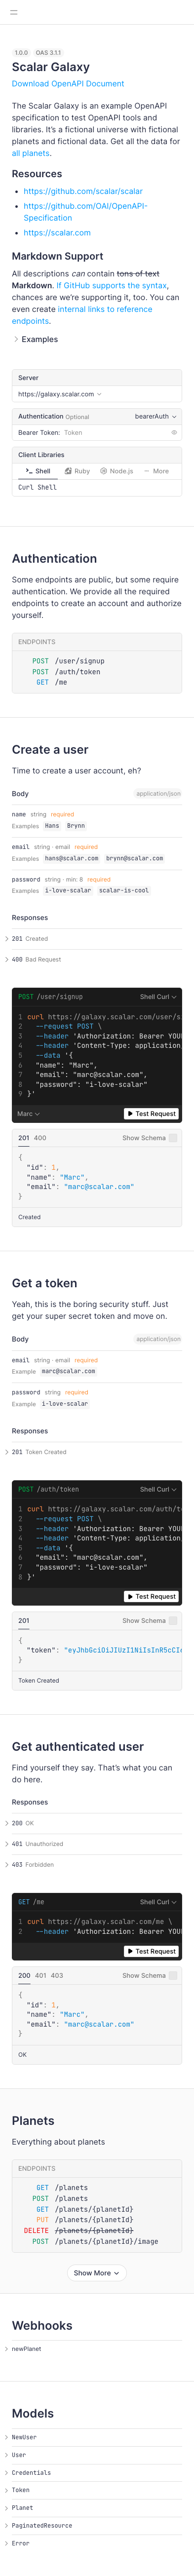 1.0.0 OAS 3.1.1
Scalar Galaxy
Download OpenAPI Document
The Scalar Galaxy is an example OpenAPI
specification to test OpenAPI tools and
libraries. It's a fictional universe with fictional
planets and fictional data. Get all the data for
all planets.
Resources
https://github.com/scalar/scalar
https://github.com/OAI/OpenAPI-
Specification
https://scalar.com
Markdown Support
All descriptions can contain tons of text
Markdown. If GitHub supports the syntax,
chances are we're supporting it, too. You can
even create internal links to reference
endpoints.
Examples
Server
https://galaxy.scalar.com
Authentication Optional bearerAuth
Bearer Token: Token
Client Libraries
Shell Ruby Node.js More
Curl Shell
Authentication
Some endpoints are public, but some require
authentication. We provide all the required
endpoints to create an account and authorize
yourself.
ENDPOINTS
POST /user/signup
POST /auth/token
GET /me
Create a user
Time to create a user account, eh?
Body application/json
name string required
Examples Hans Brynn
email string · email required
Examples hans@scalar.com brynn@scalar.com
password string · min: 8 required
Examples i-love-scalar scalar-is-cool
Responses
201 Created
400 Bad Request
POST /user/signup Shell Curl
1 curl https://galaxy.scalar.com/user/s
2 --request POST \
3 --header 'Authorization: Bearer YOU
4 --header 'Content-Type: application
5 --data '{
6 "name": "Marc",
7 "email": "marc@scalar.com",
8 "password": "i-love-scalar"
9 }'
Marc Test Request
201 400 Show Schema
{
"id": 1,
"name": "Marc",
"email": "marc@scalar.com"
}
Created
Get a token
Yeah, this is the boring security stuff. Just
get your super secret token and move on.
Body application/json
email string · email required
Example marc@scalar.com
password string required
Example i-love-scalar
Responses
201 Token Created
POST /auth/token Shell Curl
1 curl https://galaxy.scalar.com/auth/to
2 --request POST \
3 --header 'Authorization: Bearer YOU
4 --header 'Content-Type: application
5 --data '{
6 "email": "marc@scalar.com",
7 "password": "i-love-scalar"
8 }'
Test Request
201 Show Schema
{
"token": "eyJhbGciOiJIUzI1NiIsInR5cCI
}
Token Created
Get authenticated user
Find yourself they say. That's what you can
do here.
Responses
200 OK
401 Unauthorized
403 Forbidden
GET /me Shell Curl
1 curl https://galaxy.scalar.com/me \
2 --header 'Authorization: Bearer YOU
Test Request
200 401 403 Show Schema
{
"id": 1,
"name": "Marc",
"email": "marc@scalar.com"
}
OK
Planets
Everything about planets
ENDPOINTS
GET /planets
POST /planets
GET /planets/{planetId}
PUT /planets/{planetId}
DELETE /planets/{planetId}
POST /planets/{planetId}/image
Show More
Webhooks
newPlanet
Models
NewUser
User
Credentials
Token
Planet
PaginatedResource
Error